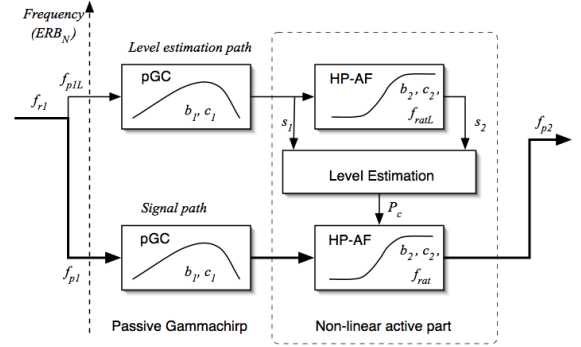 Frequency
(ERB_N)
Level estimation path
f_p1L
pGC
HP-AF
b_1, c_1
b_2, c_2,
f_ratL
f_r1
s_1
s_2
f_p2
Level Estimation
Signal path
P_c
pGC
HP-AF
b_1, c_1
b_2, c_2,
f_rat
f_p1
Passive Gammachirp
Non-linear active part